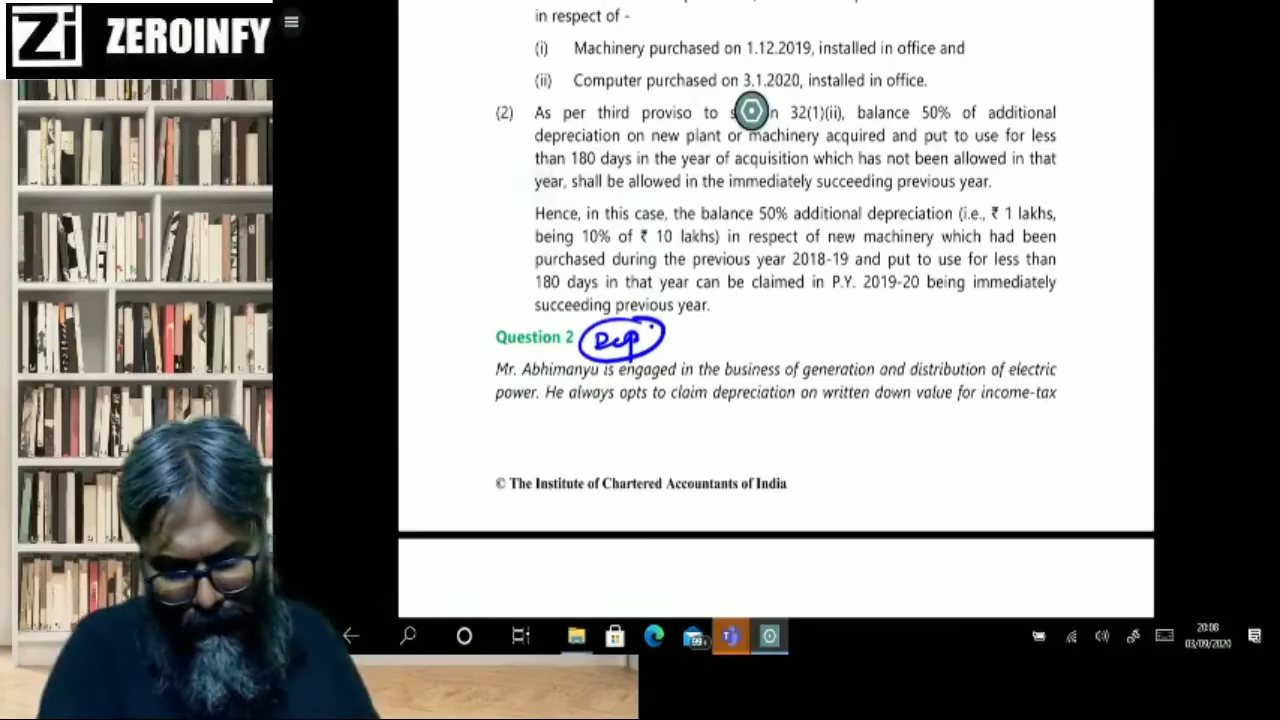 Zi ZEROINFY
in respect of -
(i) Machinery purchased on 1.12.2019, installed in office and
(ii) Computer purchased on 3.1.2020, installed in office.
(2) As per third proviso to s n 32(1)(ii), balance 50% of additional
depreciation on new plant or machinery acquired and put to use for less
than 180 days in the year of acquisition which has not been allowed in that
year, shall be allowed in the immediately succeeding previous year.
Hence, in this case, the balance 50% additional depreciation (i.e., ₹ 1 lakhs,
being 10% of ₹ 10 lakhs) in respect of new machinery which had been
purchased during the previous year 2018-19 and put to use for less than
180 days in that year can be claimed in P.Y. 2019-20 being immediately
succeeding previous year.
Question 2 Dep
Mr. Abhimanyu is engaged in the business of generation and distribution of electric
power. He always opts to claim depreciation on written down value for income-tax
© The Institute of Chartered Accountants of India
99+
20:08
03/09/2020